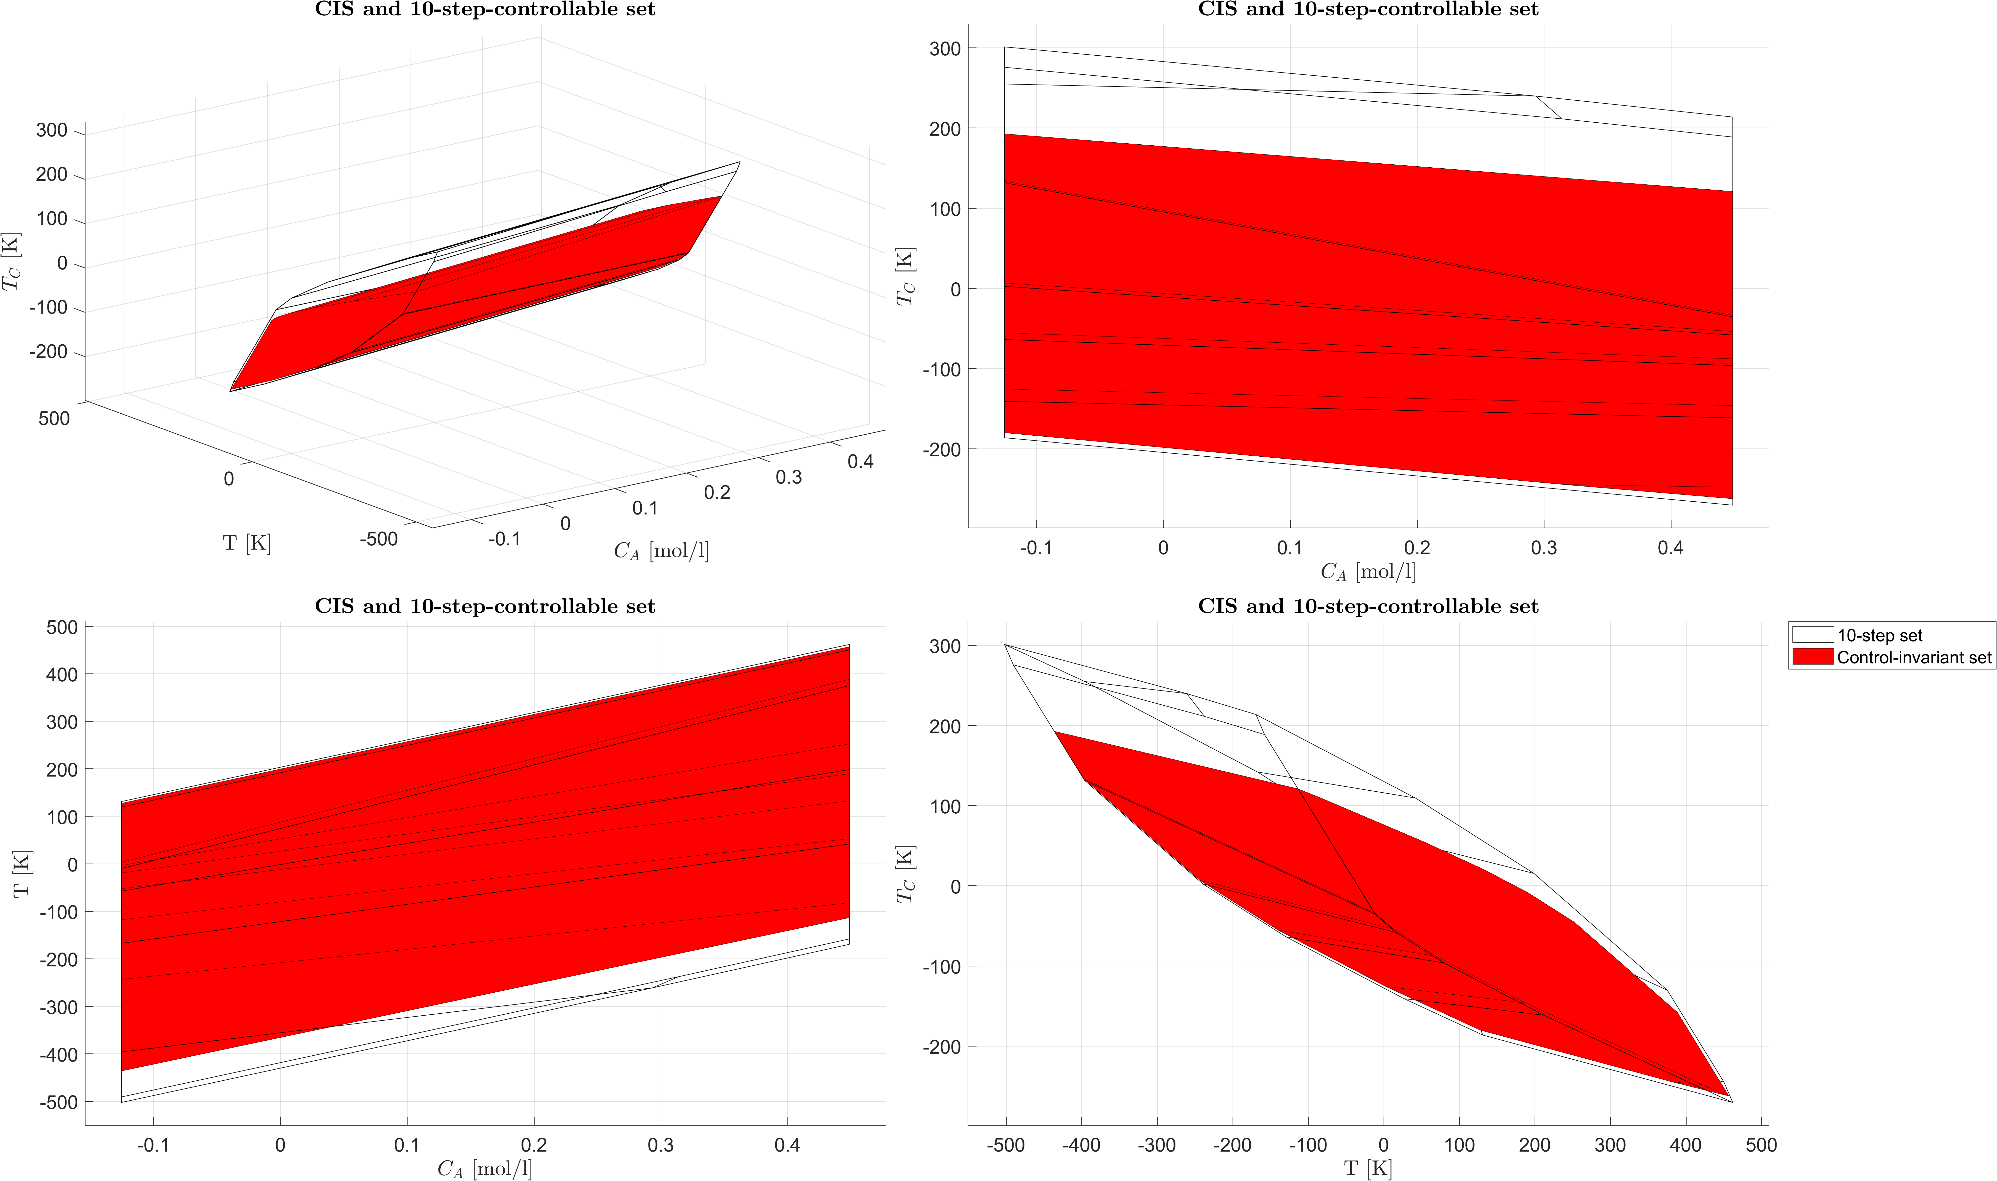 CIS and 10-step-controllable set
300
200
100
0
-100
-200
T_C [K]
500
0
-500
T [K]
-0.1
0
0.1
0.2
0.3
0.4
C_A [mol/l]
CIS and 10-step-controllable set
300
200
100
0
-100
-200
T_C [K]
-0.1 0 0.1 0.2 0.3 0.4
C_A [mol/l]
CIS and 10-step-controllable set
500
400
300
200
100
0
-100
-200
-300
-400
-500
T [K]
-0.1 0 0.1 0.2 0.3 0.4
C_A [mol/l]
CIS and 10-step-controllable set
300
200
100
0
-100
-200
T_C [K]
-500 -400 -300 -200 -100 0 100 200 300 400 500
T [K]
10-step set
Control-invariant set